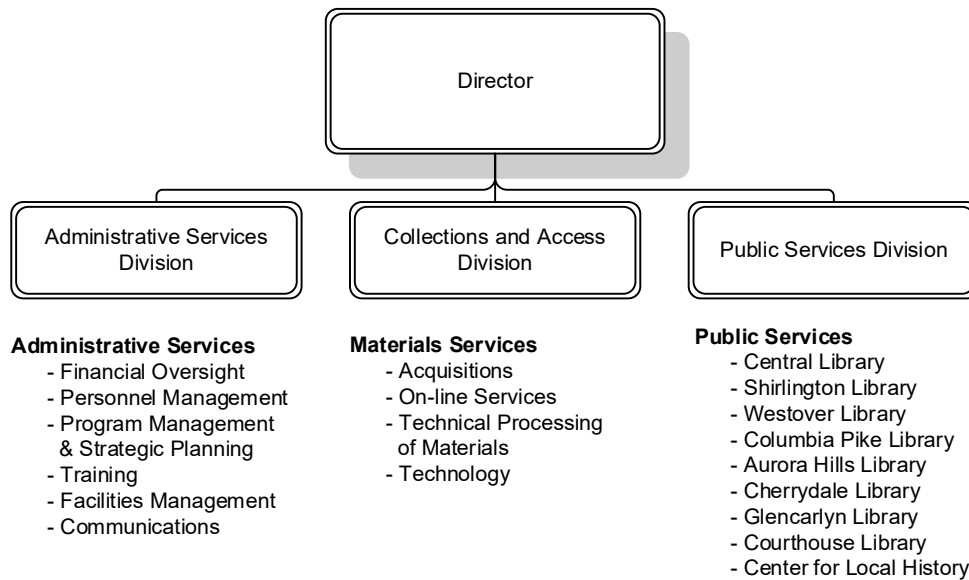 Director
Administrative Services
Division
Collections and Access
Division
Public Services Division
Administrative Services
- Financial Oversight
- Personnel Management
- Program Management
& Strategic Planning
- Training
- Facilities Management
- Communications
Materials Services
- Acquisitions
- On-line Services
- Technical Processing
of Materials
- Technology
Public Services
- Central Library
- Shirlington Library
- Westover Library
- Columbia Pike Library
- Aurora Hills Library
- Cherrydale Library
- Glencarlyn Library
- Courthouse Library
- Center for Local History